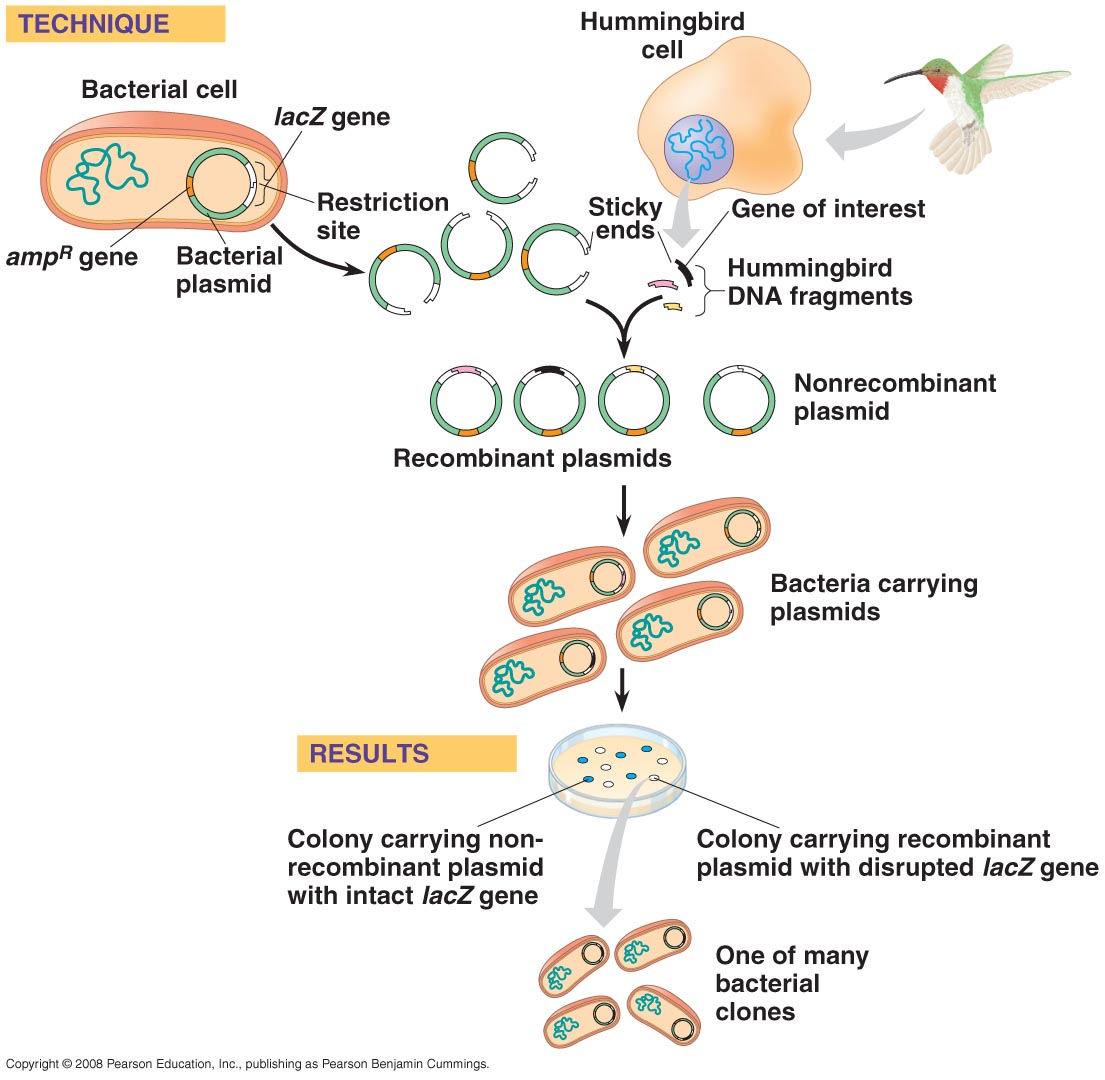 TECHNIQUE
Hummingbird
cell
Bacterial cell
lacZ gene
Restriction
site
Sticky
ends
Gene of interest
ampR gene
Bacterial
plasmid
Hummingbird
DNA fragments
Nonrecombinant
plasmid
Recombinant plasmids
Bacteria carrying
plasmids
RESULTS
Colony carrying non-
recombinant plasmid
with intact lacZ gene
Colony carrying recombinant
plasmid with disrupted lacZ gene
One of many
bacterial
clones
Copyright © 2008 Pearson Education, Inc., publishing as Pearson Benjamin Cummings.